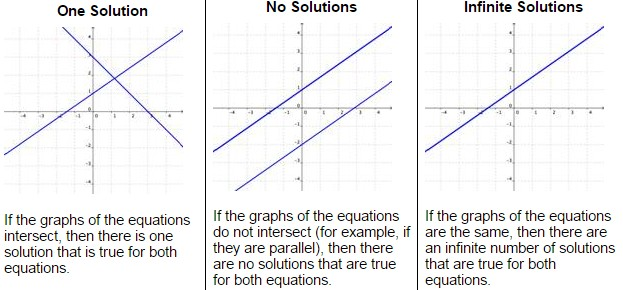 One Solution
No Solutions
Infinite Solutions
If the graphs of the equations
intersect, then there is one
solution that is true for both
equations.
If the graphs of the equations
do not intersect (for example, if
they are parallel), then there
are no solutions that are true
for both equations.
If the graphs of the equations
are the same, then there are
an infinite number of solutions
that are true for both
equations.